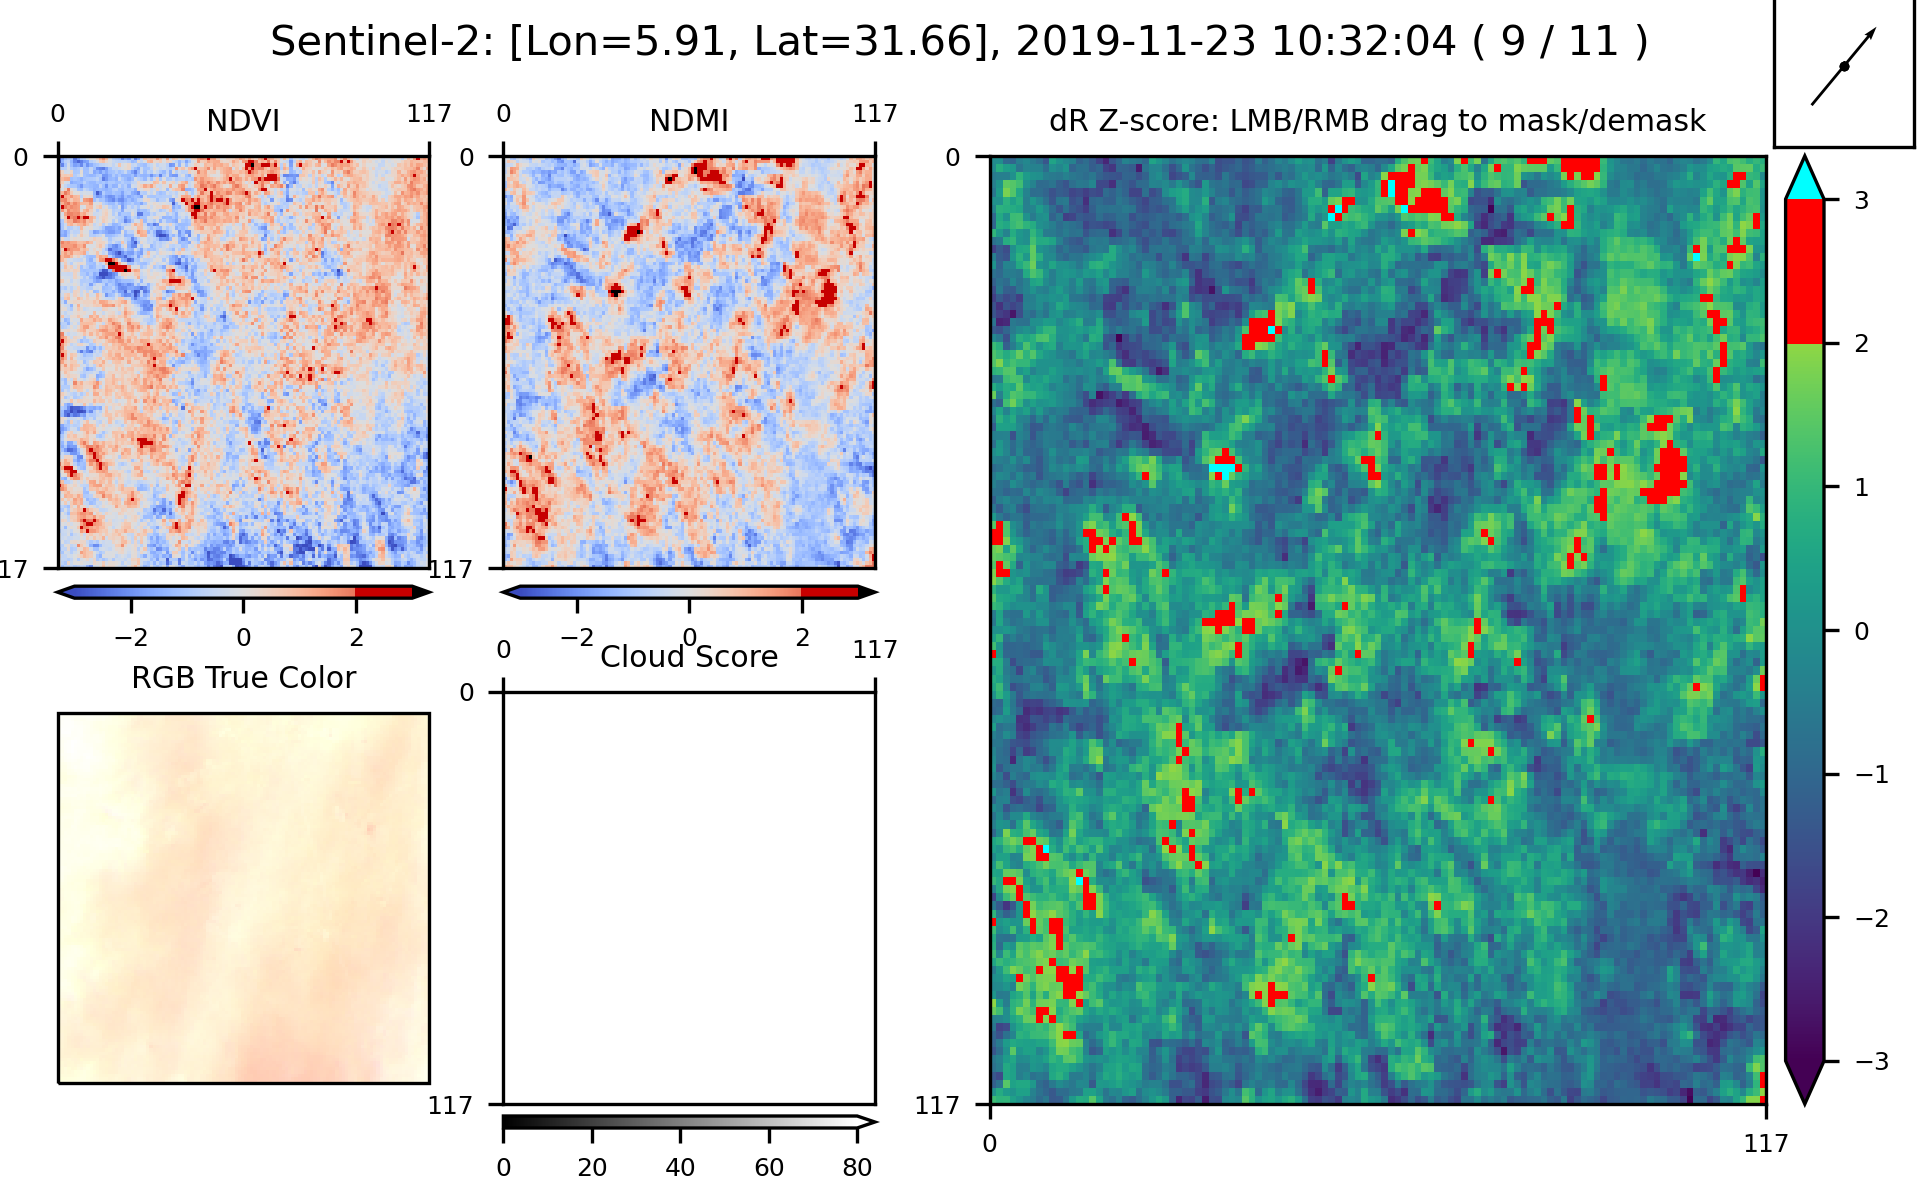 Sentinel-2: [Lon=5.91, Lat=31.66], 2019-11-23 10:32:04 ( 9 / 11 )
0 117 0 117
NDVI NDMI dR Z-score: LMB/RMB drag to mask/demask
0 0 0
3
2
1
0
−1
−2
−3
17 117
−2 0 2 −2 0 2
0 117
RGB True Color Cloud Score
0
117 117
0 20 40 60 80
0 117